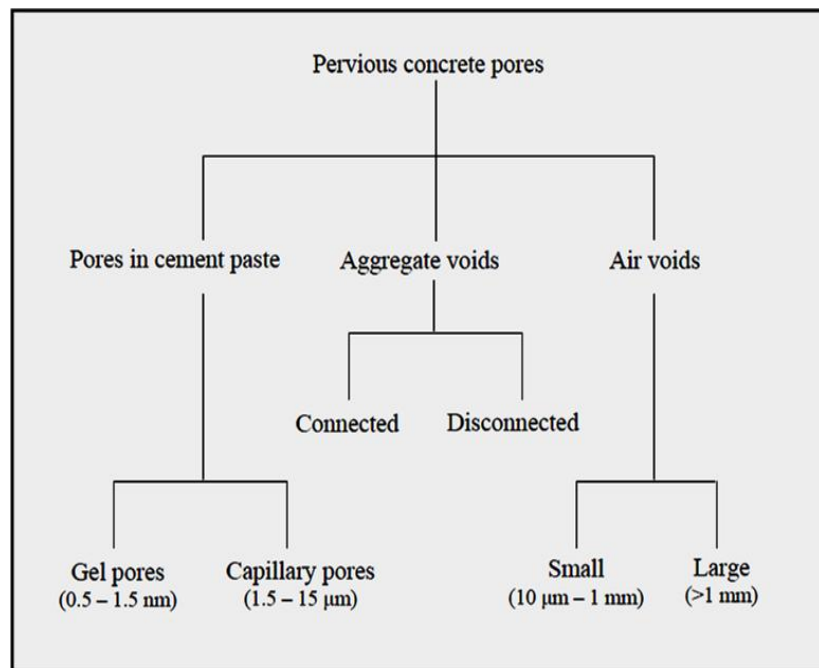 Pervious concrete pores
Pores in cement paste
Aggregate voids
Air voids
Connected
Disconnected
Gel pores
(0.5 – 1.5 nm)
Capillary pores
(1.5 – 15 μm)
Small
(10 μm – 1 mm)
Large
(>1 mm)